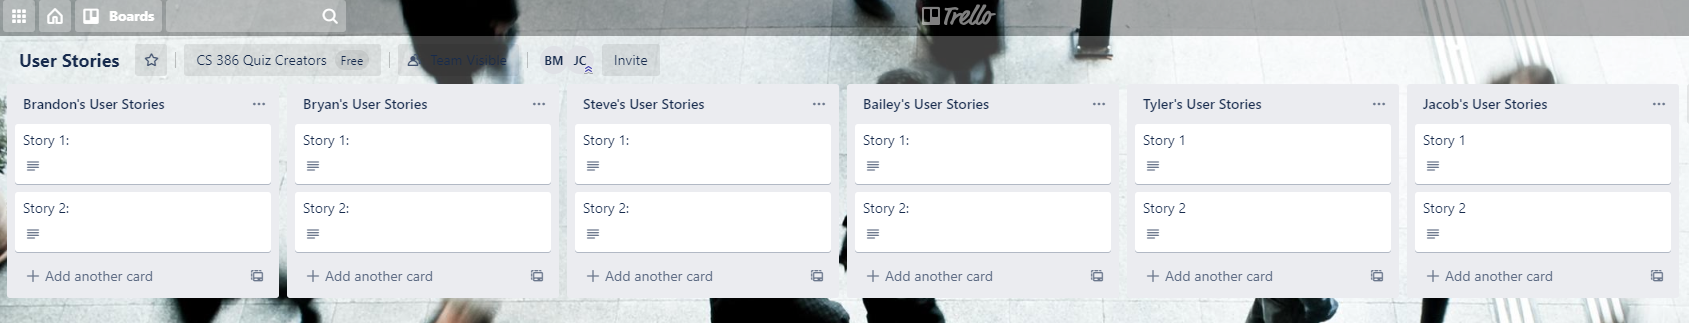 Boards
Trello
User Stories
CS 386 Quiz Creators Free
Team Visible
BM JC
Invite
Brandon's User Stories
Story 1:
Story 2:
+ Add another card
Bryan's User Stories
Story 1:
Story 2:
+ Add another card
Steve's User Stories
Story 1:
Story 2:
+ Add another card
Bailey's User Stories
Story 1:
Story 2:
+ Add another card
Tyler's User Stories
Story 1
Story 2
+ Add another card
Jacob's User Stories
Story 1
Story 2
+ Add another card